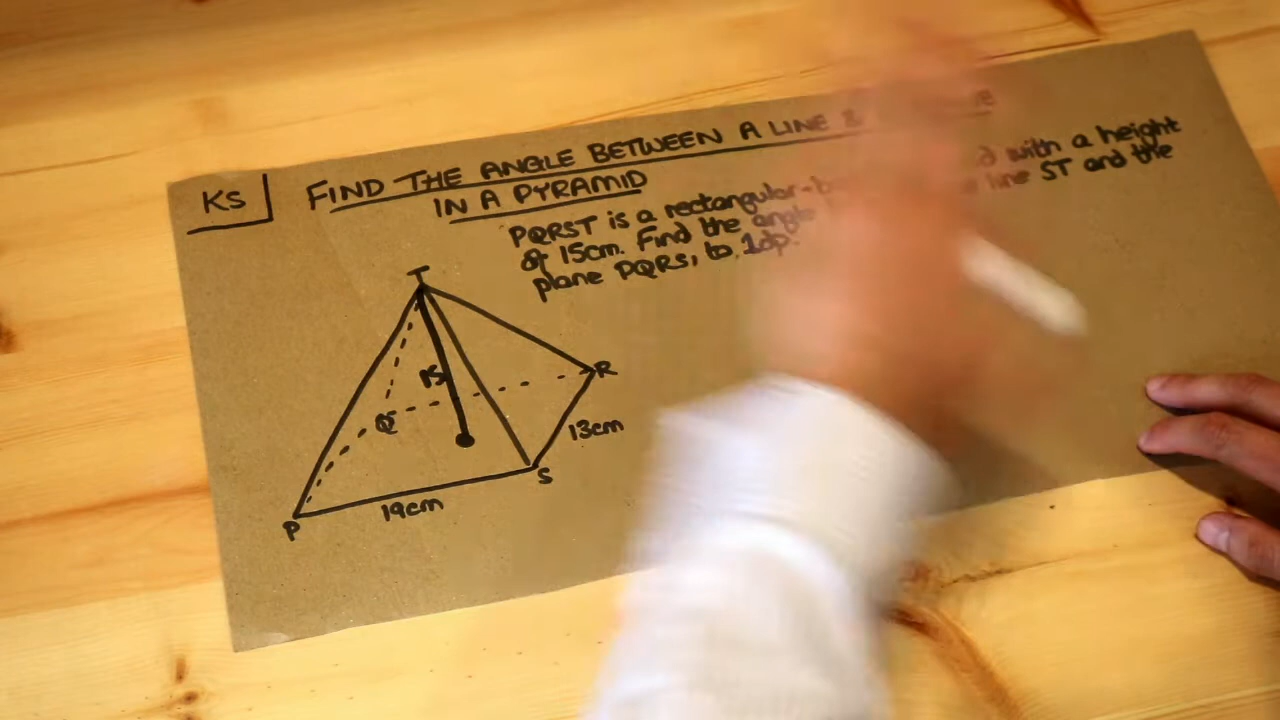 KS
FIND THE ANGLE BETWEEN A LINE &
IN A PYRAMID
PQRST is a rectangular-b with a height
of 15cm. Find the angle line ST and the
plane PQRS, to 1dp.
T
15
R
Q
13cm
S
19cm
P